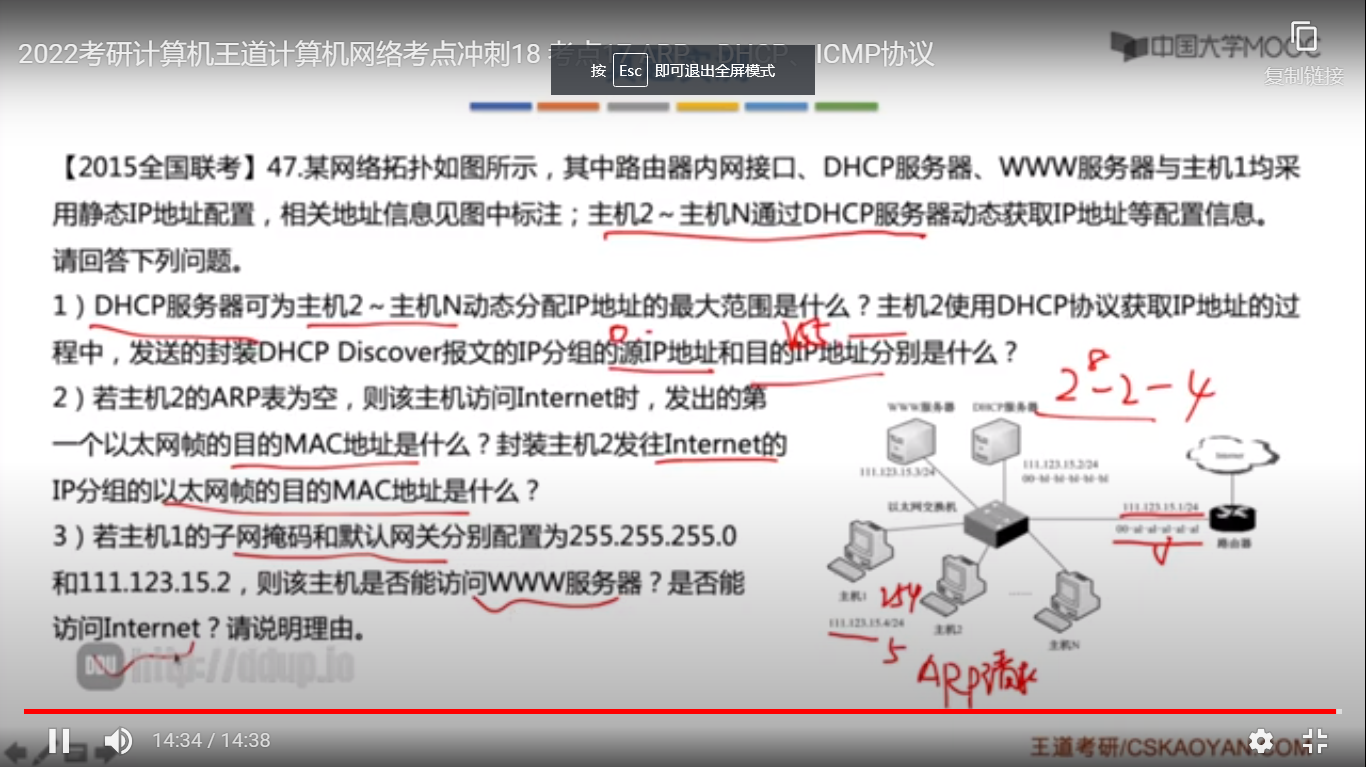 2022考研计算机王道计算机网络考点冲刺18 考点17 ARP、DHCP、ICMP协议
中国大学MOOC
按 Esc 即可退出全屏模式
复制链接
【2015全国联考】47.某网络拓扑如图所示，其中路由器内网接口、DHCP服务器、WWW服务器与主机1均采
用静态IP地址配置，相关地址信息见图中标注；主机2～主机N通过DHCP服务器动态获取IP地址等配置信息。
请回答下列问题。
1）DHCP服务器可为主机2～主机N动态分配IP地址的最大范围是什么？主机2使用DHCP协议获取IP地址的过
程中，发送的封装DHCP Discover报文的IP分组的源IP地址和目的IP地址分别是什么？
2）若主机2的ARP表为空，则该主机访问Internet时，发出的第
一个以太网帧的目的MAC地址是什么？封装主机2发往Internet的
IP分组的以太网帧的目的MAC地址是什么？
3）若主机1的子网掩码和默认网关分别配置为255.255.255.0
和111.123.15.2，则该主机是否能访问WWW服务器？是否能
访问Internet？请说明理由。
2⁸-2-4
WWW服务器 DHCP服务器
Internet
111.123.15.3/24
111.123.15.2/24
以太网交换机
111.123.15.1/24
00-a1-a1-a1-a1-a1
路由器
主机1
254
111.123.15.4/24
主机2
......
主机N
5
ARP请求
DDU http://ddup.io
14:34 / 14:38
王道考研/CSKAOYAN.COM